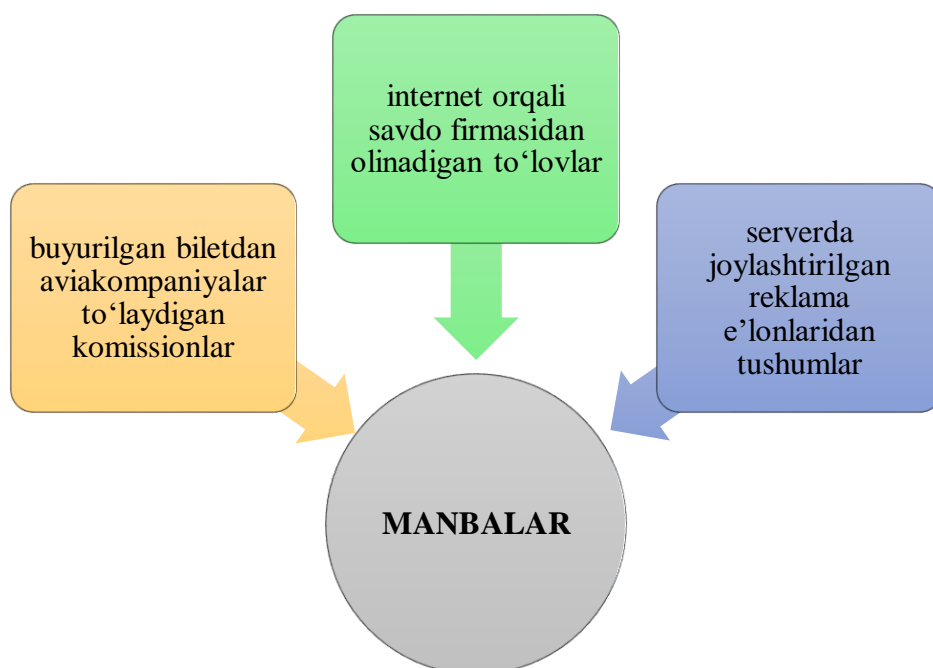 internet orqali
savdo firmasidan
olinadigan to‘lovlar
buyurilgan biletdan
aviakompaniyalar
to‘laydigan
komissionlar
serverda
joylashtirilgan
reklama
e’lonlaridan
tushumlar
MANBALAR